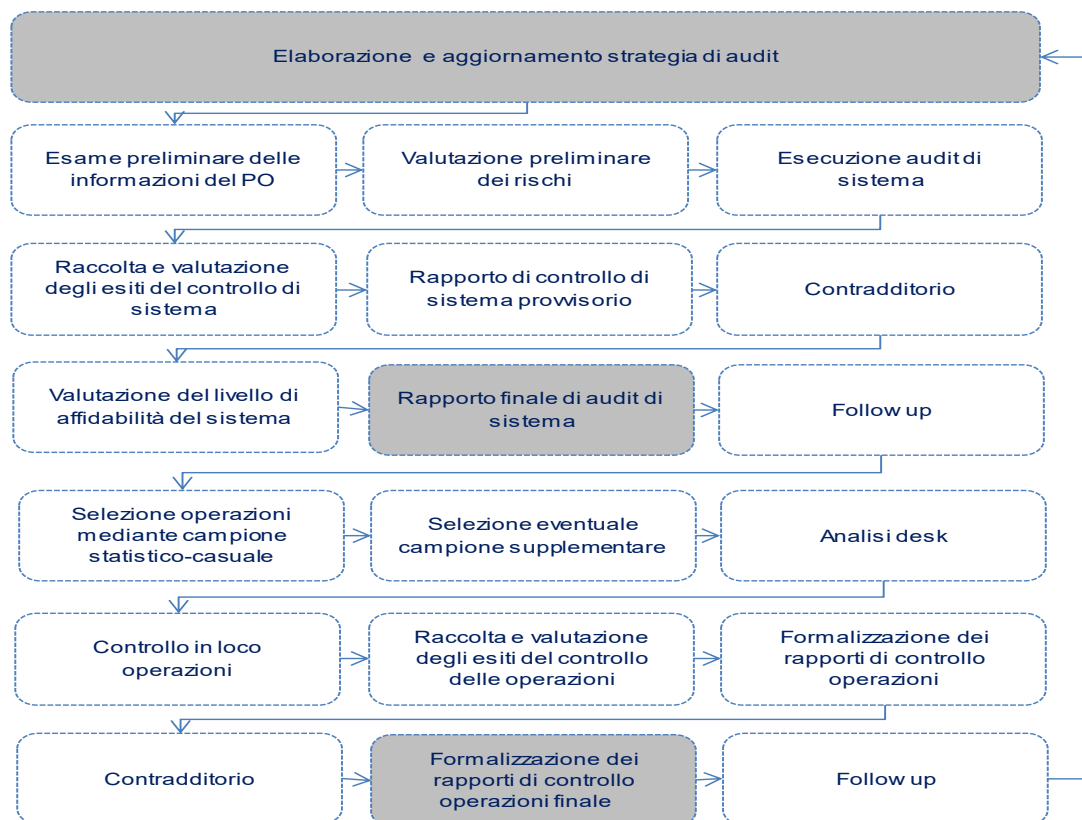 Elaborazione e aggiornamento strategia di audit
Esame preliminare delle
informazioni del PO
Valutazione preliminare
dei rischi
Esecuzione audit di
sistema
Raccolta e valutazione
degli esiti del controllo di
sistema
Rapporto di controllo di
sistema provvisorio
Contradditorio
Valutazione del livello di
affidabilità del sistema
Rapporto finale di audit di
sistema
Follow up
Selezione operazioni
mediante campione
statistico-casuale
Selezione eventuale
campione supplementare
Analisi desk
Controllo in loco
operazioni
Raccolta e valutazione
degli esiti del controllo
delle operazioni
Formalizzazione dei
rapporti di controllo
operazioni
Contradditorio
Formalizzazione dei
rapporti di controllo
operazioni finale
Follow up